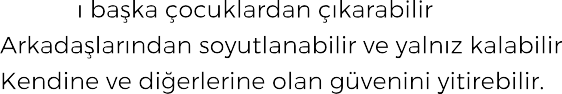 ı başka çocuklardan çıkarabilir
Arkadaşlarından soyutlanabilir ve yalnız kalabilir
Kendine ve diğerlerine olan güvenini yitirebilir.